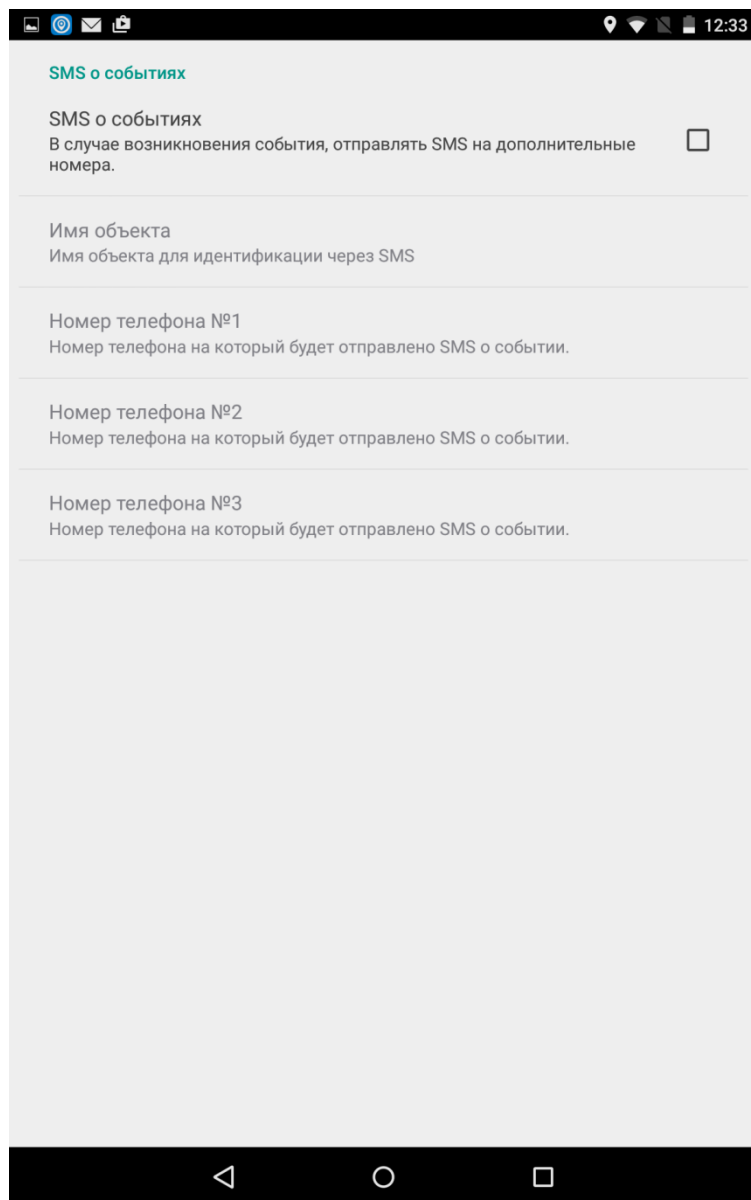 12:33
SMS о событиях
SMS о событиях
В случае возникновения события, отправлять SMS на дополнительные
номера.
Имя объекта
Имя объекта для идентификации через SMS
Номер телефона №1
Номер телефона на который будет отправлено SMS о событии.
Номер телефона №2
Номер телефона на который будет отправлено SMS о событии.
Номер телефона №3
Номер телефона на который будет отправлено SMS о событии.